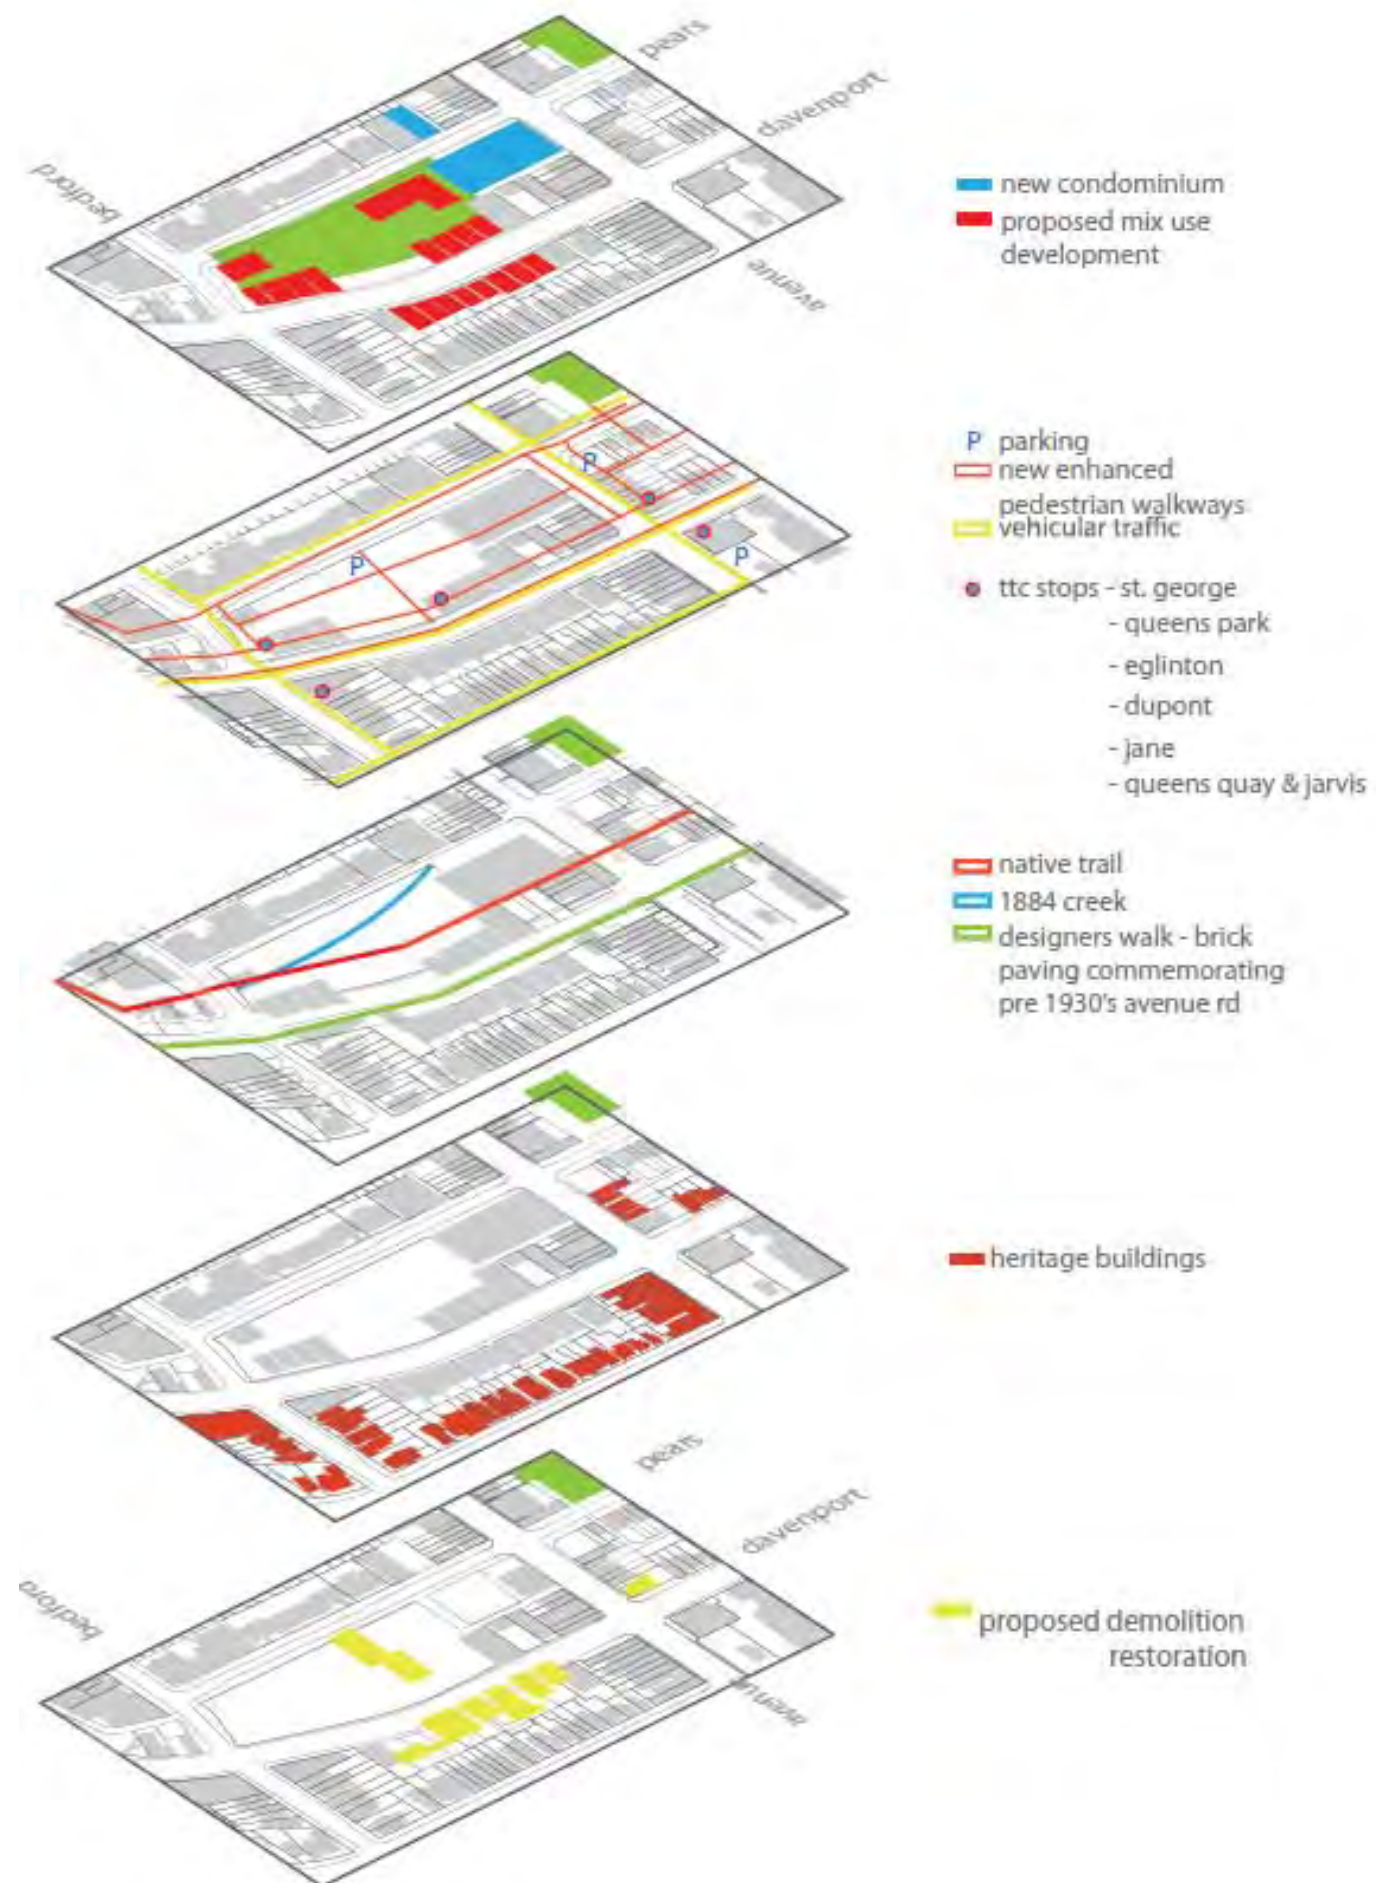 pears
davenport
bedford
avenue
new condominium
proposed mix use
development
P parking
new enhanced
pedestrian walkways
vehicular traffic
ttc stops - st. george
- queens park
- eglinton
- dupont
- jane
- queens quay & jarvis
P
P
P
native trail
1884 creek
designers walk - brick
paving commemorating
pre 1930's avenue rd
heritage buildings
pears
davenport
bedford
avenue
proposed demolition
restoration